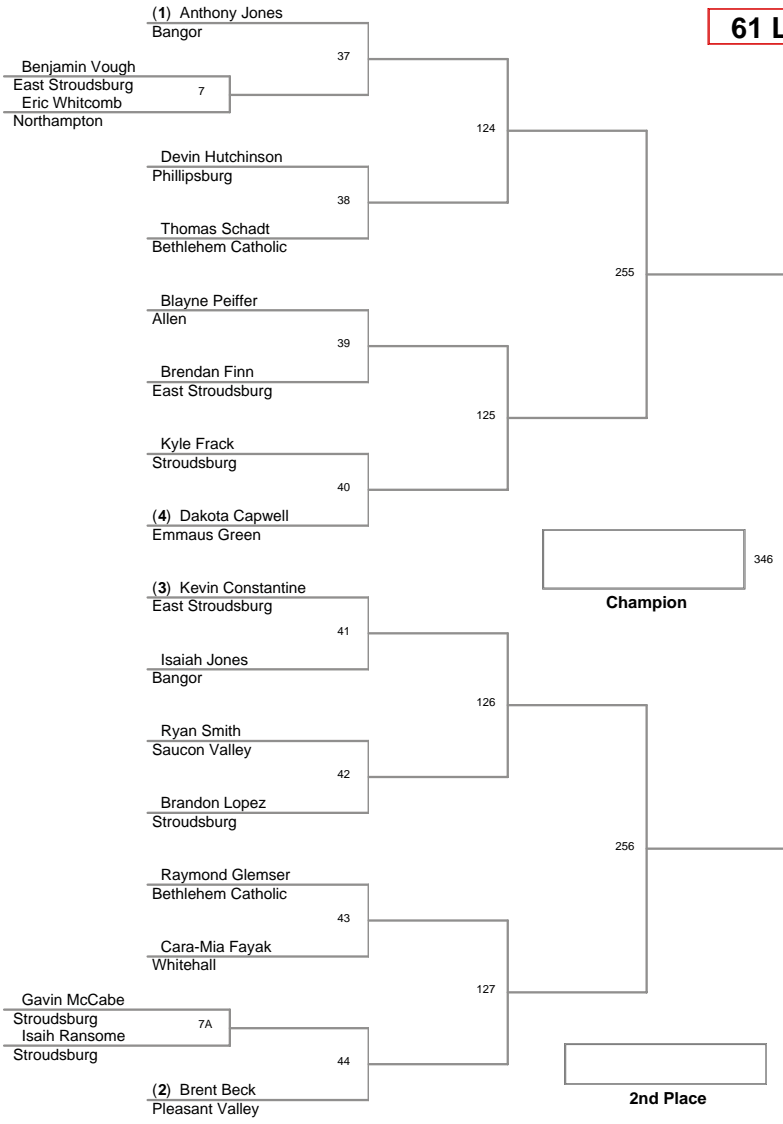 (1) Anthony Jones
61 L
Bangor
37
Benjamin Vough
East Stroudsburg
7
Eric Whitcomb
Northampton
124
Devin Hutchinson
Phillipsburg
38
Thomas Schadt
Bethlehem Catholic
255
Blayne Peiffer
Allen
39
Brendan Finn
East Stroudsburg
125
Kyle Frack
Stroudsburg
40
(4) Dakota Capwell
Emmaus Green
346
Champion
(3) Kevin Constantine
East Stroudsburg
41
Isaiah Jones
Bangor
126
Ryan Smith
Saucon Valley
42
Brandon Lopez
Stroudsburg
256
Raymond Glemser
Bethlehem Catholic
43
Cara-Mia Fayak
Whitehall
127
Gavin McCabe
Stroudsburg
7A
Isaih Ransome
Stroudsburg
44
(2) Brent Beck
Pleasant Valley
2nd Place